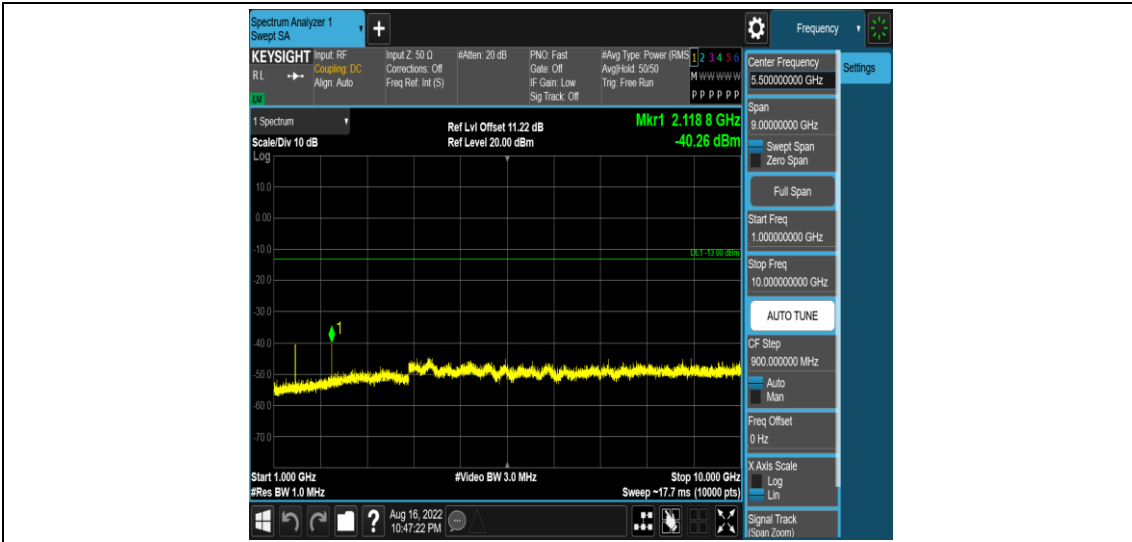 Spectrum Analyzer 1
Swept SA
Frequency
KEYSIGHT
RL
LNI
Input: RF
Coupling: DC
Align: Auto
Input Z: 50 Ω
Corrections: Off
Freq Ref: Int (S)
#Atten: 20 dB
PNO: Fast
Gate: Off
IF Gain: Low
Sig Track: Off
#Avg Type: Power (RMS
Avg|Hold: 50/50
Trig: Free Run
1 2 3 4 5 6
M W W W W W
P P P P P P
1 Spectrum
Scale/Div 10 dB
Ref Lvl Offset 11.22 dB
Ref Level 20.00 dBm
Mkr1 2.118 8 GHz
-40.26 dBm
Log
10.0
0.00
-10.0
DL1 -13.00 dBm
-20.0
-30.0
1
-40.0
-50.0
-60.0
-70.0
Start 1.000 GHz
#Video BW 3.0 MHz
Stop 10.000 GHz
#Res BW 1.0 MHz
Sweep ~17.7 ms (10000 pts)
Settings
Center Frequency
5.500000000 GHz
Span
9.00000000 GHz
Swept Span
Zero Span
Full Span
Start Freq
1.000000000 GHz
Stop Freq
10.000000000 GHz
AUTO TUNE
CF Step
900.000000 MHz
Auto
Man
Freq Offset
0 Hz
X Axis Scale
Log
Lin
Signal Track
(Span Zoom)
?
Aug 16, 2022
10:47:22 PM